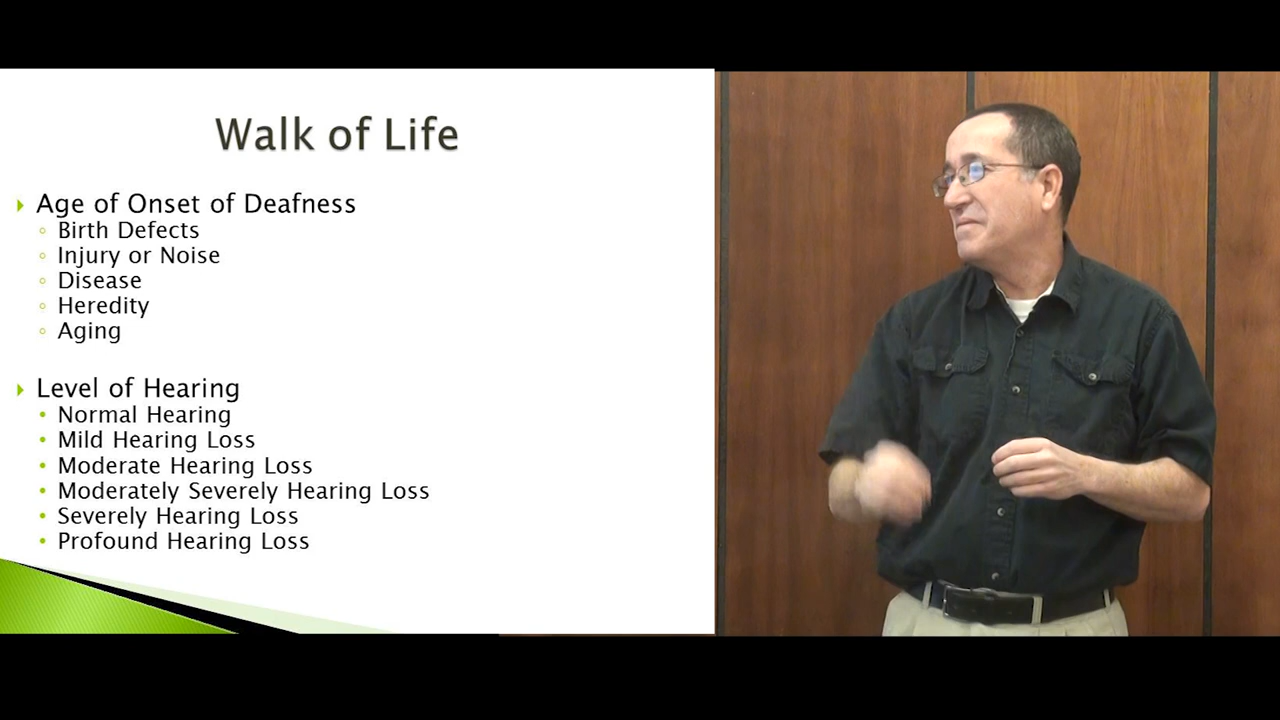 Walk of Life
Age of Onset of Deafness
Birth Defects
Injury or Noise
Disease
Heredity
Aging
Level of Hearing
Normal Hearing
Mild Hearing Loss
Moderate Hearing Loss
Moderately Severely Hearing Loss
Severely Hearing Loss
Profound Hearing Loss